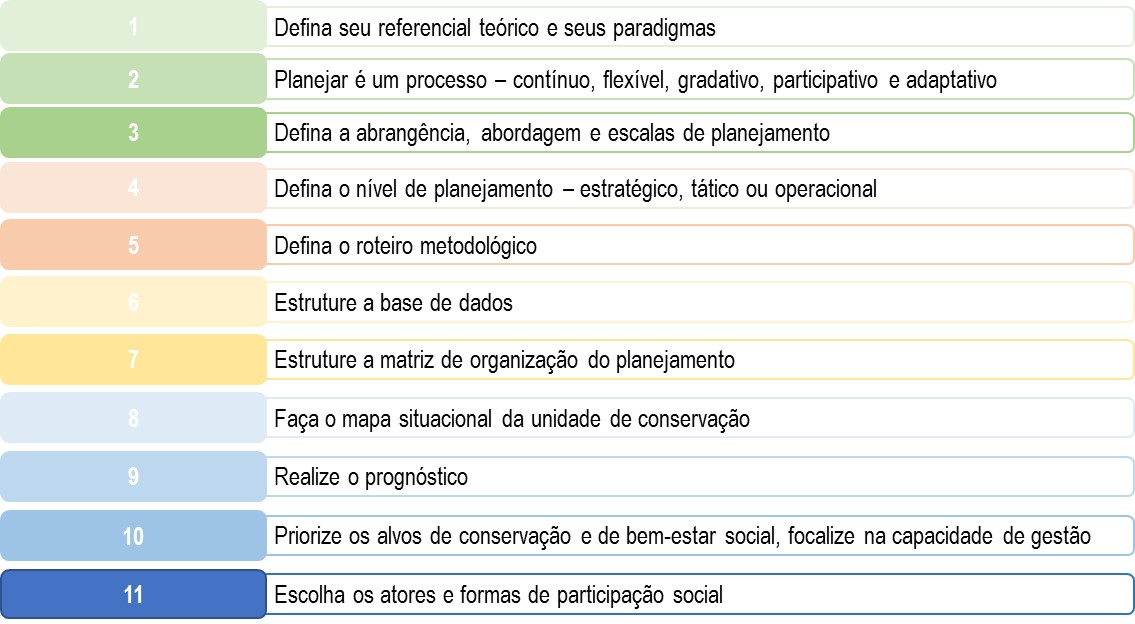 1 Defina seu referencial teórico e seus paradigmas
2 Planejar é um processo – contínuo, flexível, gradativo, participativo e adaptativo
3 Defina a abrangência, abordagem e escalas de planejamento
4 Defina o nível de planejamento – estratégico, tático ou operacional
5 Defina o roteiro metodológico
6 Estruture a base de dados
7 Estruture a matriz de organização do planejamento
8 Faça o mapa situacional da unidade de conservação
9 Realize o prognóstico
10 Priorize os alvos de conservação e de bem-estar social, focalize na capacidade de gestão
11 Escolha os atores e formas de participação social